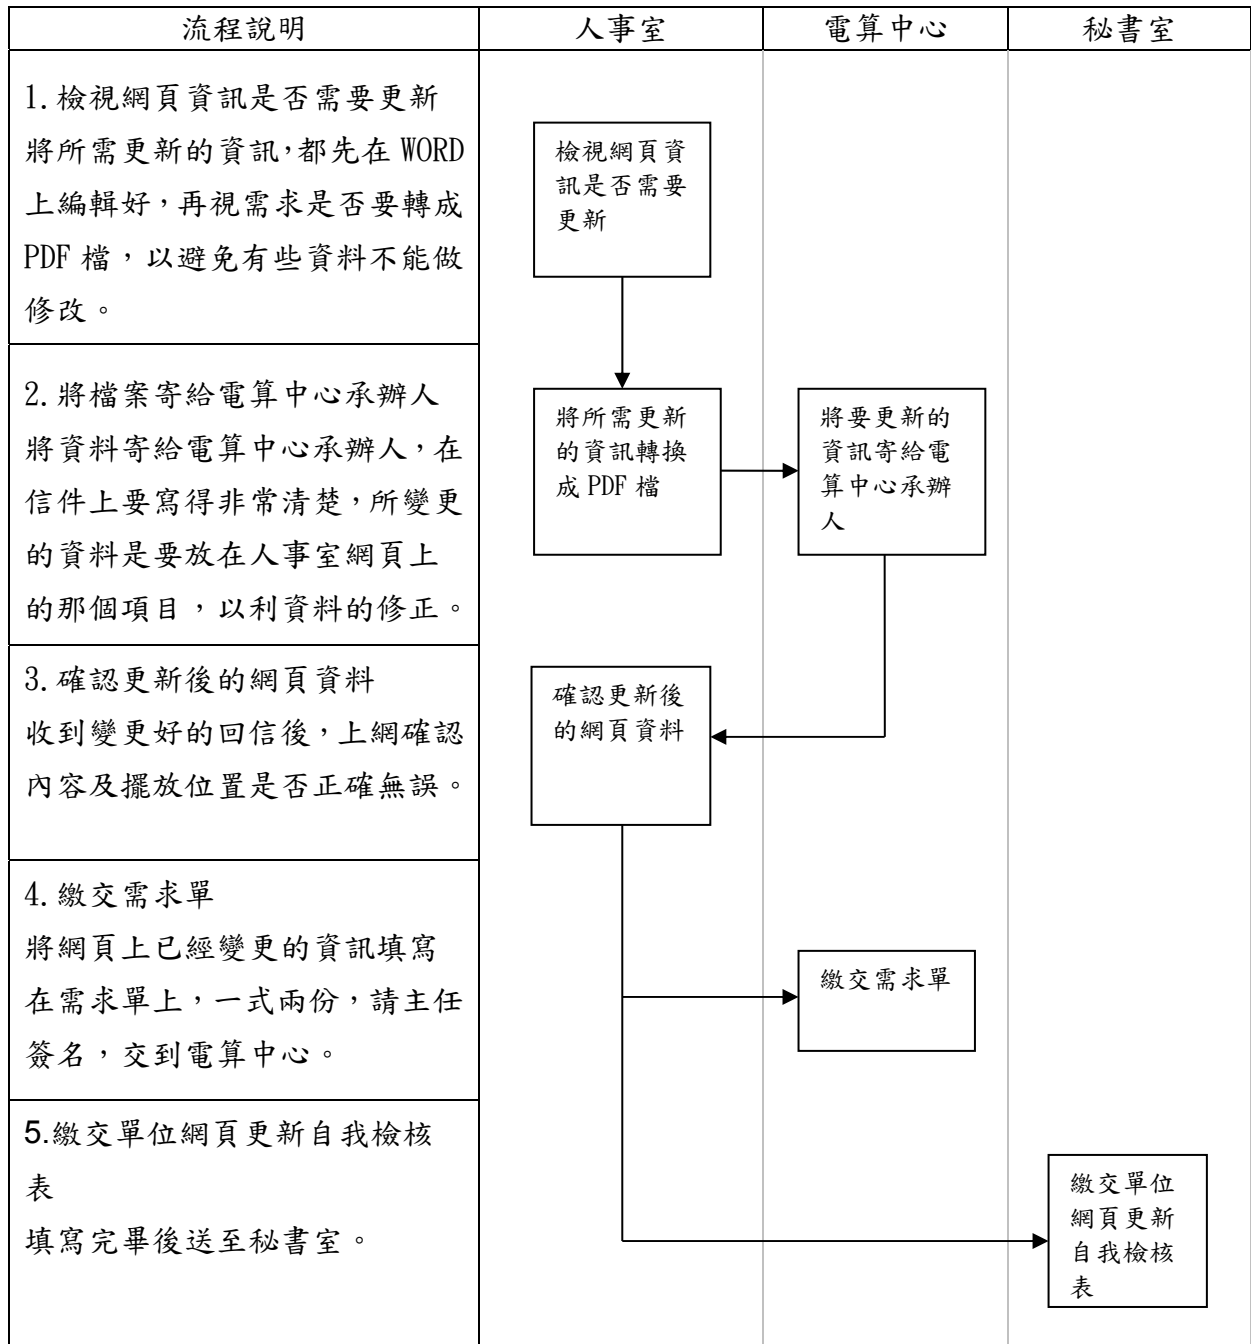 流程說明
人事室
電算中心
秘書室
1.檢視網頁資訊是否需要更新
將所需更新的資訊,都先在 WORD
上編輯好,再視需求是否要轉成
PDF 檔,以避免有些資料不能做
修改。
檢視網頁資
訊是否需要
更新
2.將檔案寄給電算中心承辦人
將資料寄給電算中心承辦人,在
信件上要寫得非常清楚,所變更
的資料是要放在人事室網頁上
的那個項目,以利資料的修正。
將所需更新
的資訊轉換
成 PDF 檔
將要更新的
資訊寄給電
算中心承辦
人
3.確認更新後的網頁資料
收到變更好的回信後,上網確認
內容及擺放位置是否正確無誤。
確認更新後
的網頁資料
4.繳交需求單
將網頁上已經變更的資訊填寫
在需求單上,一式兩份,請主任
簽名,交到電算中心。
繳交需求單
5.繳交單位網頁更新自我檢核
表
填寫完畢後送至秘書室。
繳交單位
網頁更新
自我檢核
表